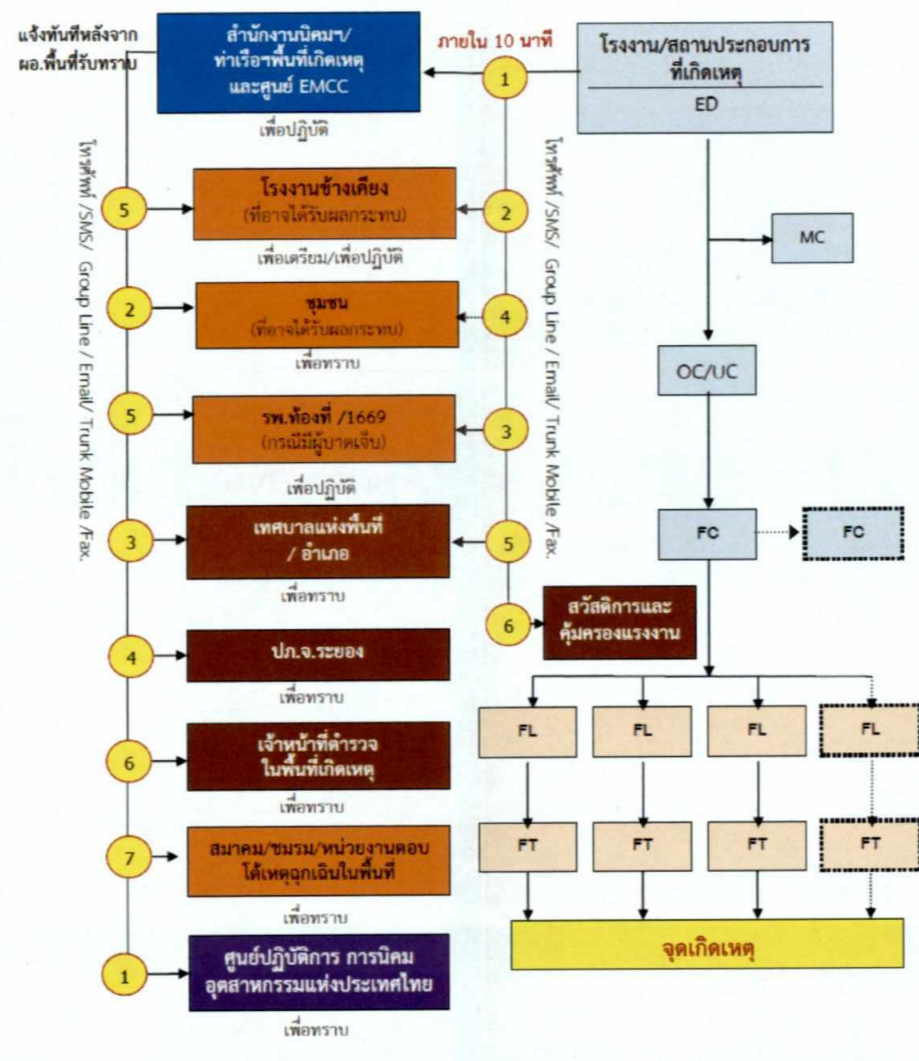 แจ้งทันทีหลังจาก
ผอ.พื้นที่รับทราบ
สำนักงานนิคมฯ/
ท่าเรือฯพื้นที่เกิดเหตุ
และศูนย์ EMCC
เพื่อปฏิบัติ
ภายใน 10 นาที
1
โรงงาน/สถานประกอบการ
ที่เกิดเหตุ
ED
โทรศัพท์ /SMS/ Group Line / Email/ Trunk Mobile /Fax.
5
โรงงานข้างเคียง
(ที่อาจได้รับผลกระทบ)
เพื่อเตรียม/เพื่อปฏิบัติ
2
โทรศัพท์ /SMS/ Group Line / Email/ Trunk Mobile /Fax.
MC
2
ชุมชน
(ที่อาจได้รับผลกระทบ)
เพื่อทราบ
4
OC/UC
5
รพ.ท้องที่ /1669
(กรณีมีผู้บาดเจ็บ)
เพื่อปฏิบัติ
3
3
เทศบาลแห่งพื้นที่
/ อำเภอ
เพื่อทราบ
5
FC
FC
6
สวัสดิการและ
คุ้มครองแรงงาน
4
ปภ.จ.ระยอง
เพื่อทราบ
6
เจ้าหน้าที่ตำรวจ
ในพื้นที่เกิดเหตุ
เพื่อทราบ
FL
FL
FL
FL
7
สมาคม/ชมรม/หน่วยงานตอบ
โต้เหตุฉุกเฉินในพื้นที่
เพื่อทราบ
FT
FT
FT
FT
1
ศูนย์ปฏิบัติการ การนิคม
อุตสาหกรรมแห่งประเทศไทย
เพื่อทราบ
จุดเกิดเหตุ